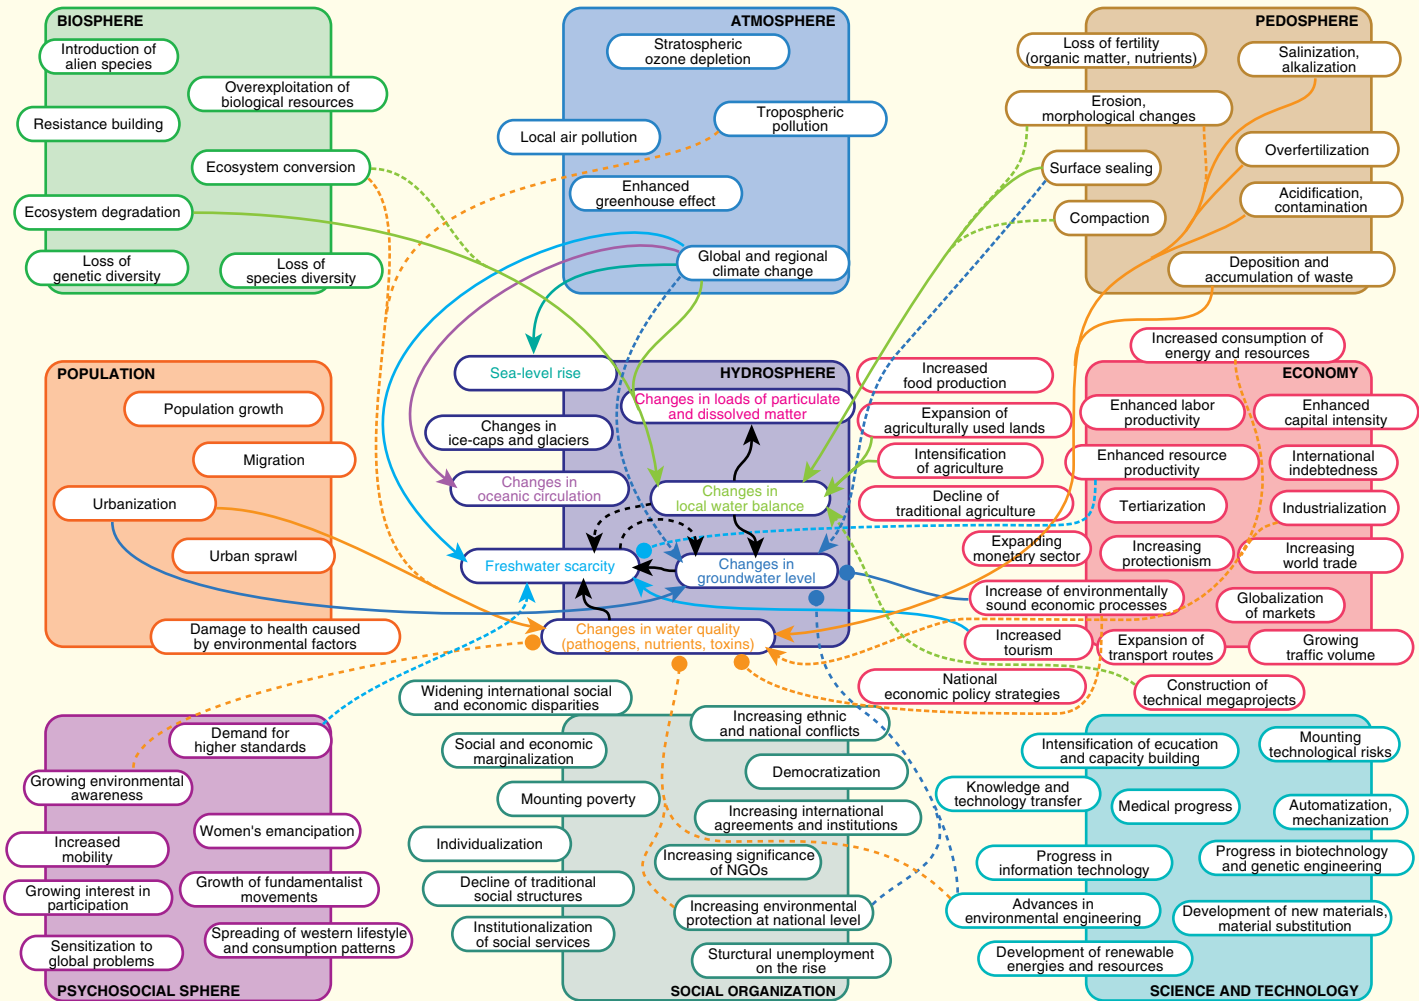 BIOSPHERE
Introduction of
alien species
Overexploitation of
biological resources
Resistance building
Ecosystem conversion
Ecosystem degradation
Loss of
genetic diversity
Loss of
species diversity
ATMOSPHERE
Stratospheric
ozone depletion
Tropospheric
pollution
Local air pollution
Enhanced
greenhouse effect
Global and regional
climate change
PEDOSPHERE
Loss of fertility
(organic matter, nutrients)
Salinization,
alkalization
Erosion,
morphological changes
Overfertilization
Surface sealing
Acidification,
contamination
Compaction
Deposition and
accumulation of waste
POPULATION
Population growth
Migration
Urbanization
Urban sprawl
Damage to health caused
by environmental factors
HYDROSPHERE
Sea-level rise
Changes in loads of particulate
and dissolved matter
Changes in
ice-caps and glaciers
Changes in
oceanic circulation
Changes in
local water balance
Freshwater scarcity
Changes in
groundwater level
Changes in water quality
(pathogens, nutrients, toxins)
ECONOMY
Increased consumption of
energy and resources
Increased
food production
Expansion of
agriculturally used lands
Enhanced labor
productivity
Enhanced
capital intensity
Intensification
of agriculture
Enhanced resource
productivity
International
indebtedness
Decline of
traditional agriculture
Tertiarization
Industrialization
Expanding
monetary sector
Increasing
protectionism
Increasing
world trade
Increase of environmentally
sound economic processes
Globalization
of markets
Increased
tourism
Expansion of
transport routes
Growing
traffic volume
National
economic policy strategies
Construction of
technical megaprojects
Demand for
higher standards
Growing environmental
awareness
Women's emancipation
Increased
mobility
Growing interest in
participation
Growth of fundamentalist
movements
Sensitization to
global problems
Spreading of western lifestyle
and consumption patterns
PSYCHOSOCIAL SPHERE
Widening international social
and economic disparities
Increasing ethnic
and national conflicts
Social and economic
marginalization
Democratization
Mounting poverty
Increasing international
agreements and institutions
Individualization
Increasing significance
of NGOs
Decline of traditional
social structures
Increasing environmental
protection at national level
Institutionalization
of social services
Sturctural unemployment
on the rise
SOCIAL ORGANIZATION
Intensification of ecucation
and capacity building
Mounting
technological risks
Knowledge and
technology transfer
Medical progress
Automatization,
mechanization
Progress in
information technology
Progress in biotechnology
and genetic engineering
Advances in
environmental engineering
Development of new materials,
material substitution
Development of renewable
energies and resources
SCIENCE AND TECHNOLOGY